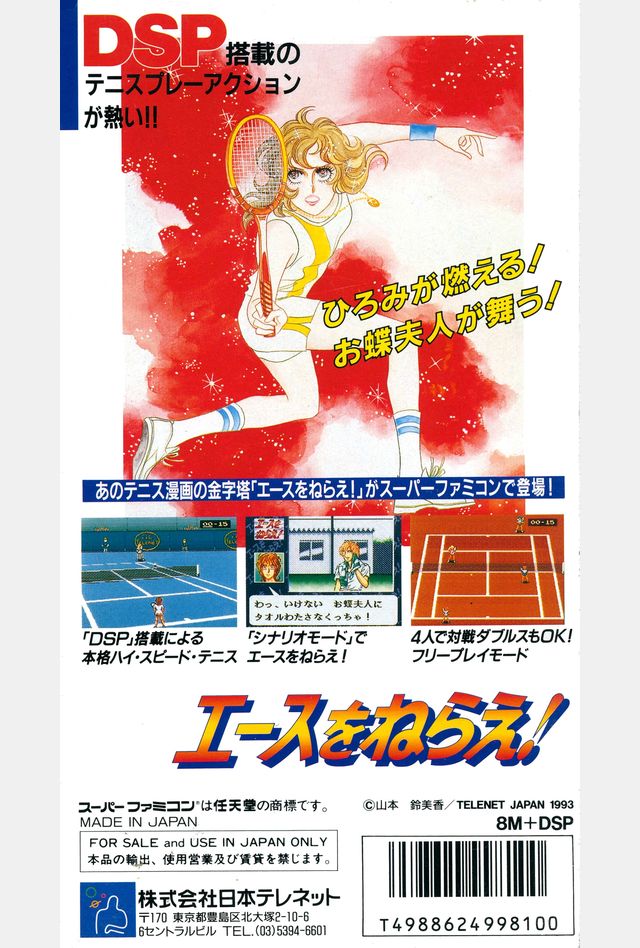 DSP搭載の
テニスプレーアクション
が熱い!!
ひろみが燃える!
お蝶夫人が舞う!
あのテニス漫画の金字塔「エースをねらえ!」がスーパーファミコンで登場!
00-15
エースを
ねらえ!
わっ、いけない お蝶夫人に
タオルわたさなくっちゃ!
00-15
「DSP」搭載による
本格ハイ・スピード・テニス
「シナリオモード」で
エースをねらえ!
4人で対戦ダブルスもOK!
フリープレイモード
エースをねらえ!
スーパーファミコン®は任天堂の商標です。
MADE IN JAPAN
FOR SALE and USE IN JAPAN ONLY
本品の輸出、使用営業及び賃貸を禁じます。
©山本 鈴美香/TELENET JAPAN 1993
8M+DSP
株式会社日本テレネット
〒170 東京都豊島区北大塚2-10-6
6セントラルビル TEL.(03)5394-6601
T4988624998100